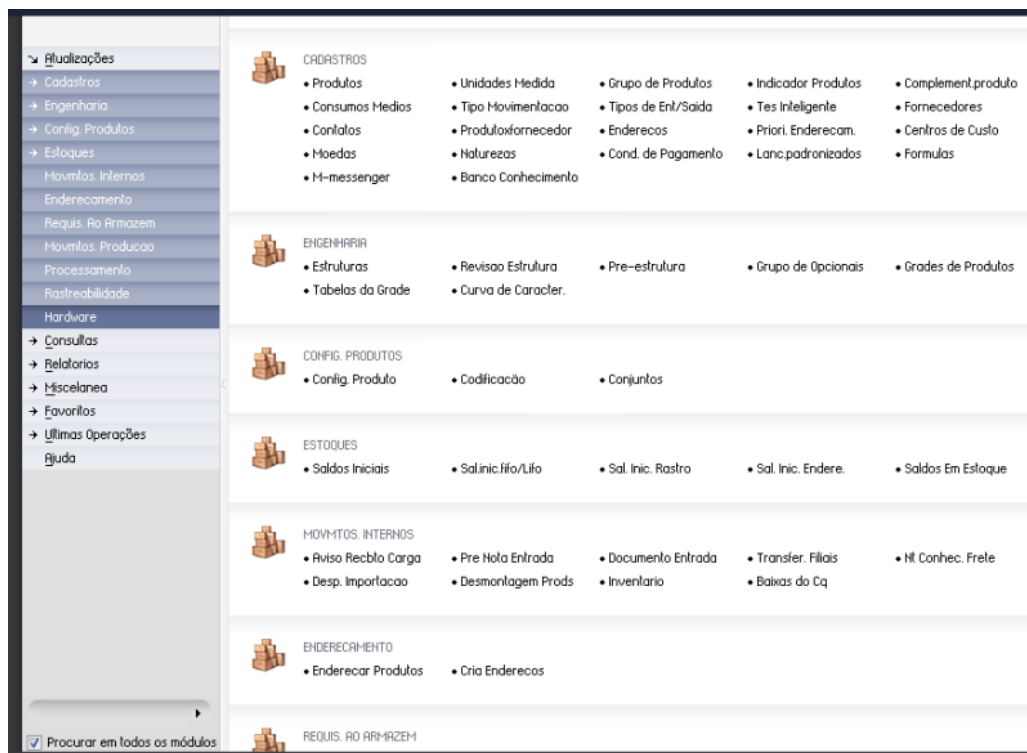 Atualizações
Cadastros
Engenharia
Config. Produtos
Estoques
Movmtos. Internos
Enderecamento
Requis. Ao Armazem
Movmtos. Producao
Processamento
Rastreabilidade
Hardware
Consultas
Relatorios
Miscelanea
Favoritos
Ultimas Operações
Ajuda
Procurar em todos os módulos
CADASTROS
• Produtos • Unidades Medida • Grupo de Produtos • Indicador Produtos • Complement.produto
• Consumos Medios • Tipo Movimentacao • Tipos de Ent/Saida • Tes Inteligente • Fornecedores
• Contatos • Produtoxfornecedor • Enderecos • Priori. Enderecam. • Centros de Custo
• Moedas • Naturezas • Cond. de Pagamento • Lanc.padronizados • Formulas
• M-messenger • Banco Conhecimento
ENGENHARIA
• Estruturas • Revisao Estrutura • Pre-estrutura • Grupo de Opcionais • Grades de Produtos
• Tabelas da Grade • Curva de Caracter.
CONFIG. PRODUTOS
• Config. Produto • Codificacão • Conjuntos
ESTOQUES
• Saldos Iniciais • Sal.inic.fifo/Lifo • Sal. Inic. Rastro • Sal. Inic. Endere. • Saldos Em Estoque
MOVMTOS. INTERNOS
• Aviso Recbto Carga • Pre Nota Entrada • Documento Entrada • Transfer. Filiais • Nf Conhec. Frete
• Desp. Importacao • Desmontagem Prods • Inventario • Baixas do Cq
ENDERECAMENTO
• Enderecar Produtos • Cria Enderecos
REQUIS. AO ARMAZEM